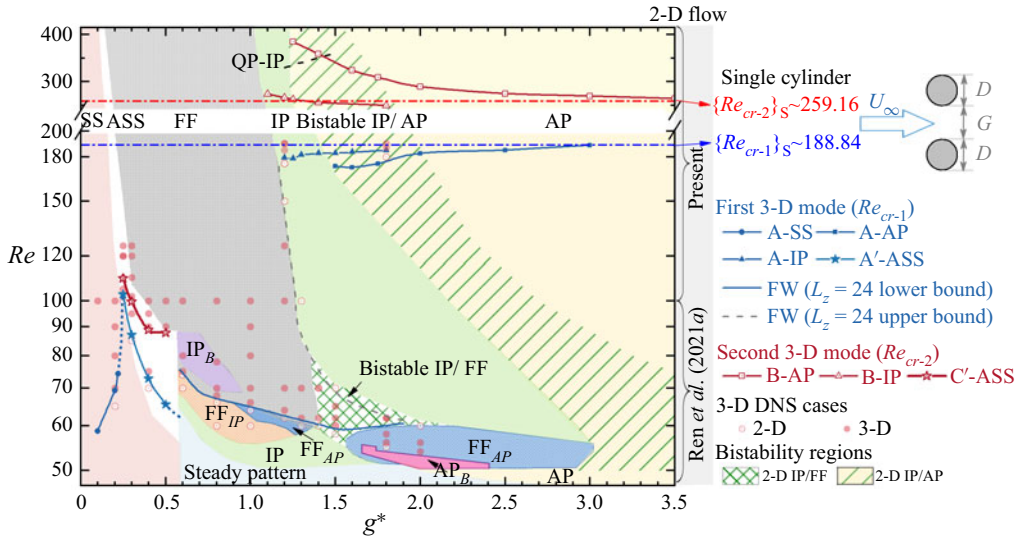 2-D flow
400
300
200
180
150
120
100
90
80
70
60
50
Re
0
0.5
1.0
1.5
2.0
2.5
3.0
3.5
g*
QP-IP
SS ASS FF IP Bistable IP/ AP AP
IP_B
Bistable IP/ FF
FF_IP
FF_AP
FF_AP
IP
AP_B
AP
Steady pattern
Present
Ren et al. (2021a)
Single cylinder
{Re_cr-2}_S~259.16
{Re_cr-1}_S~188.84
U_∞
D
G
D
First 3-D mode (Re_cr-1)
A-SS A-AP
A-IP A′-ASS
FW (L_z = 24 lower bound)
FW (L_z = 24 upper bound)
Second 3-D mode (Re_cr-2)
B-AP B-IP C′-ASS
3-D DNS cases
2-D 3-D
Bistability regions
2-D IP/FF 2-D IP/AP